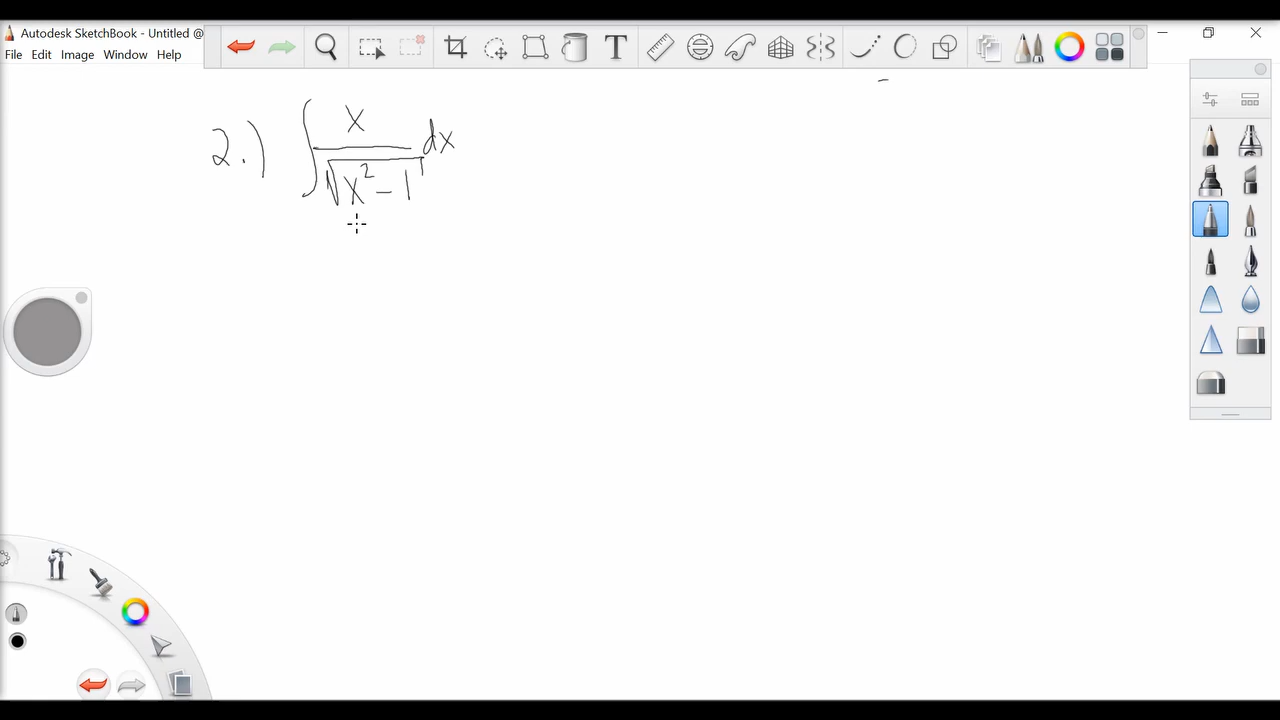 Autodesk SketchBook - Untitled @
File Edit Image Window Help
T
2.) ∫ x / √(x² - 1) dx